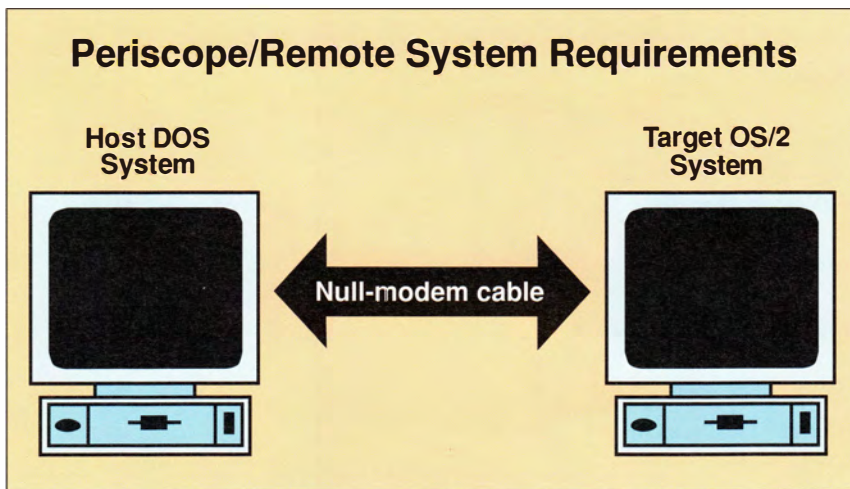 Periscope/Remote System Requirements
Host DOS
System
Target OS/2
System
Null-modem cable